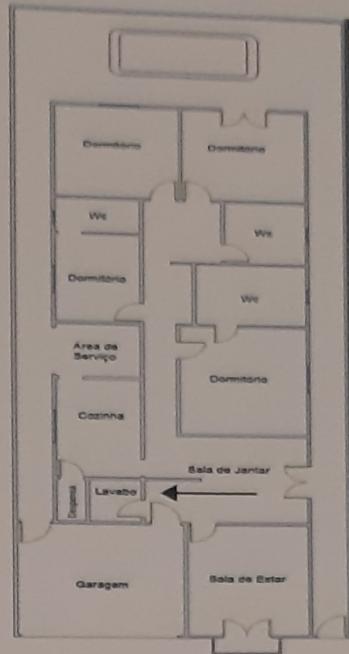 Dormitório
Dormitório
Wc
Wc
Dormitório
Wc
Área de
Serviço
Dormitório
Cozinha
Sala de Jantar
Despensa
Lavabo
Garagem
Sala de Estar